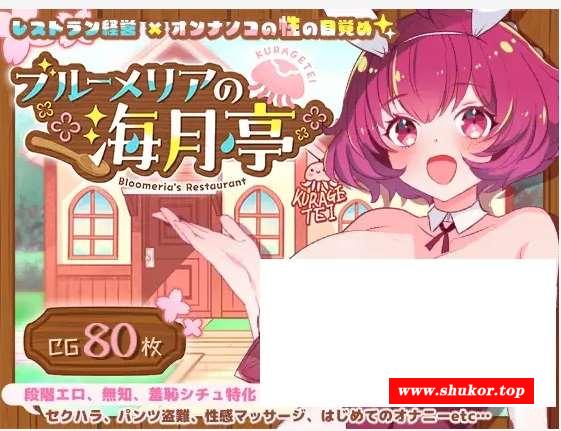 レストラン経営×オンナノコの性の目覚め
KURAGETEI
ブルーメリアの
海月亭
Bloomeria's Restaurant
KURAGE
TEI
CG80枚
段階エロ、無知、羞恥シチュ特化
www.shukor.top
セクハラ、パンツ盗難、性感マッサージ、はじめてのオナニーetc…